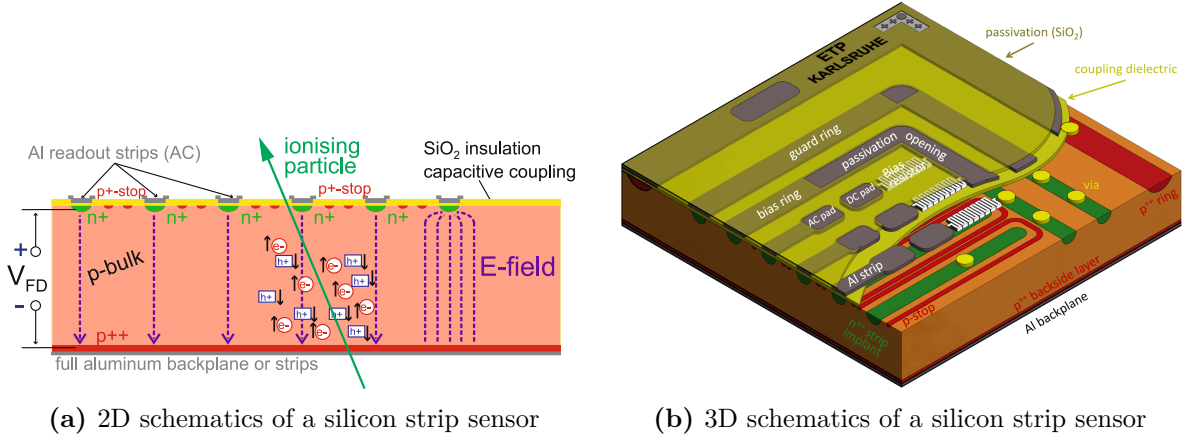 Al readout strips (AC)
p+-stop
ionising
particle
p+-stop
SiO₂ insulation
capacitive coupling
n+
n+
n+
n+
n+
n+
+
V_FD
-
p-bulk
E-field
e-
h+
e-
e-
h+
h+
e-
h+
h+
e-
e-
h+
p++
full aluminum backplane or strips
(a) 2D schematics of a silicon strip sensor
ETP
KARLSRUHE
passivation (SiO₂)
coupling dielectric
guard ring
passivation opening
Bias
resistor
bias ring
DC pad
AC pad
via
p⁺⁺ ring
Al strip
p-stop
n⁺⁺ strip
implant
p⁺⁺ backside layer
Al backplane
(b) 3D schematics of a silicon strip sensor